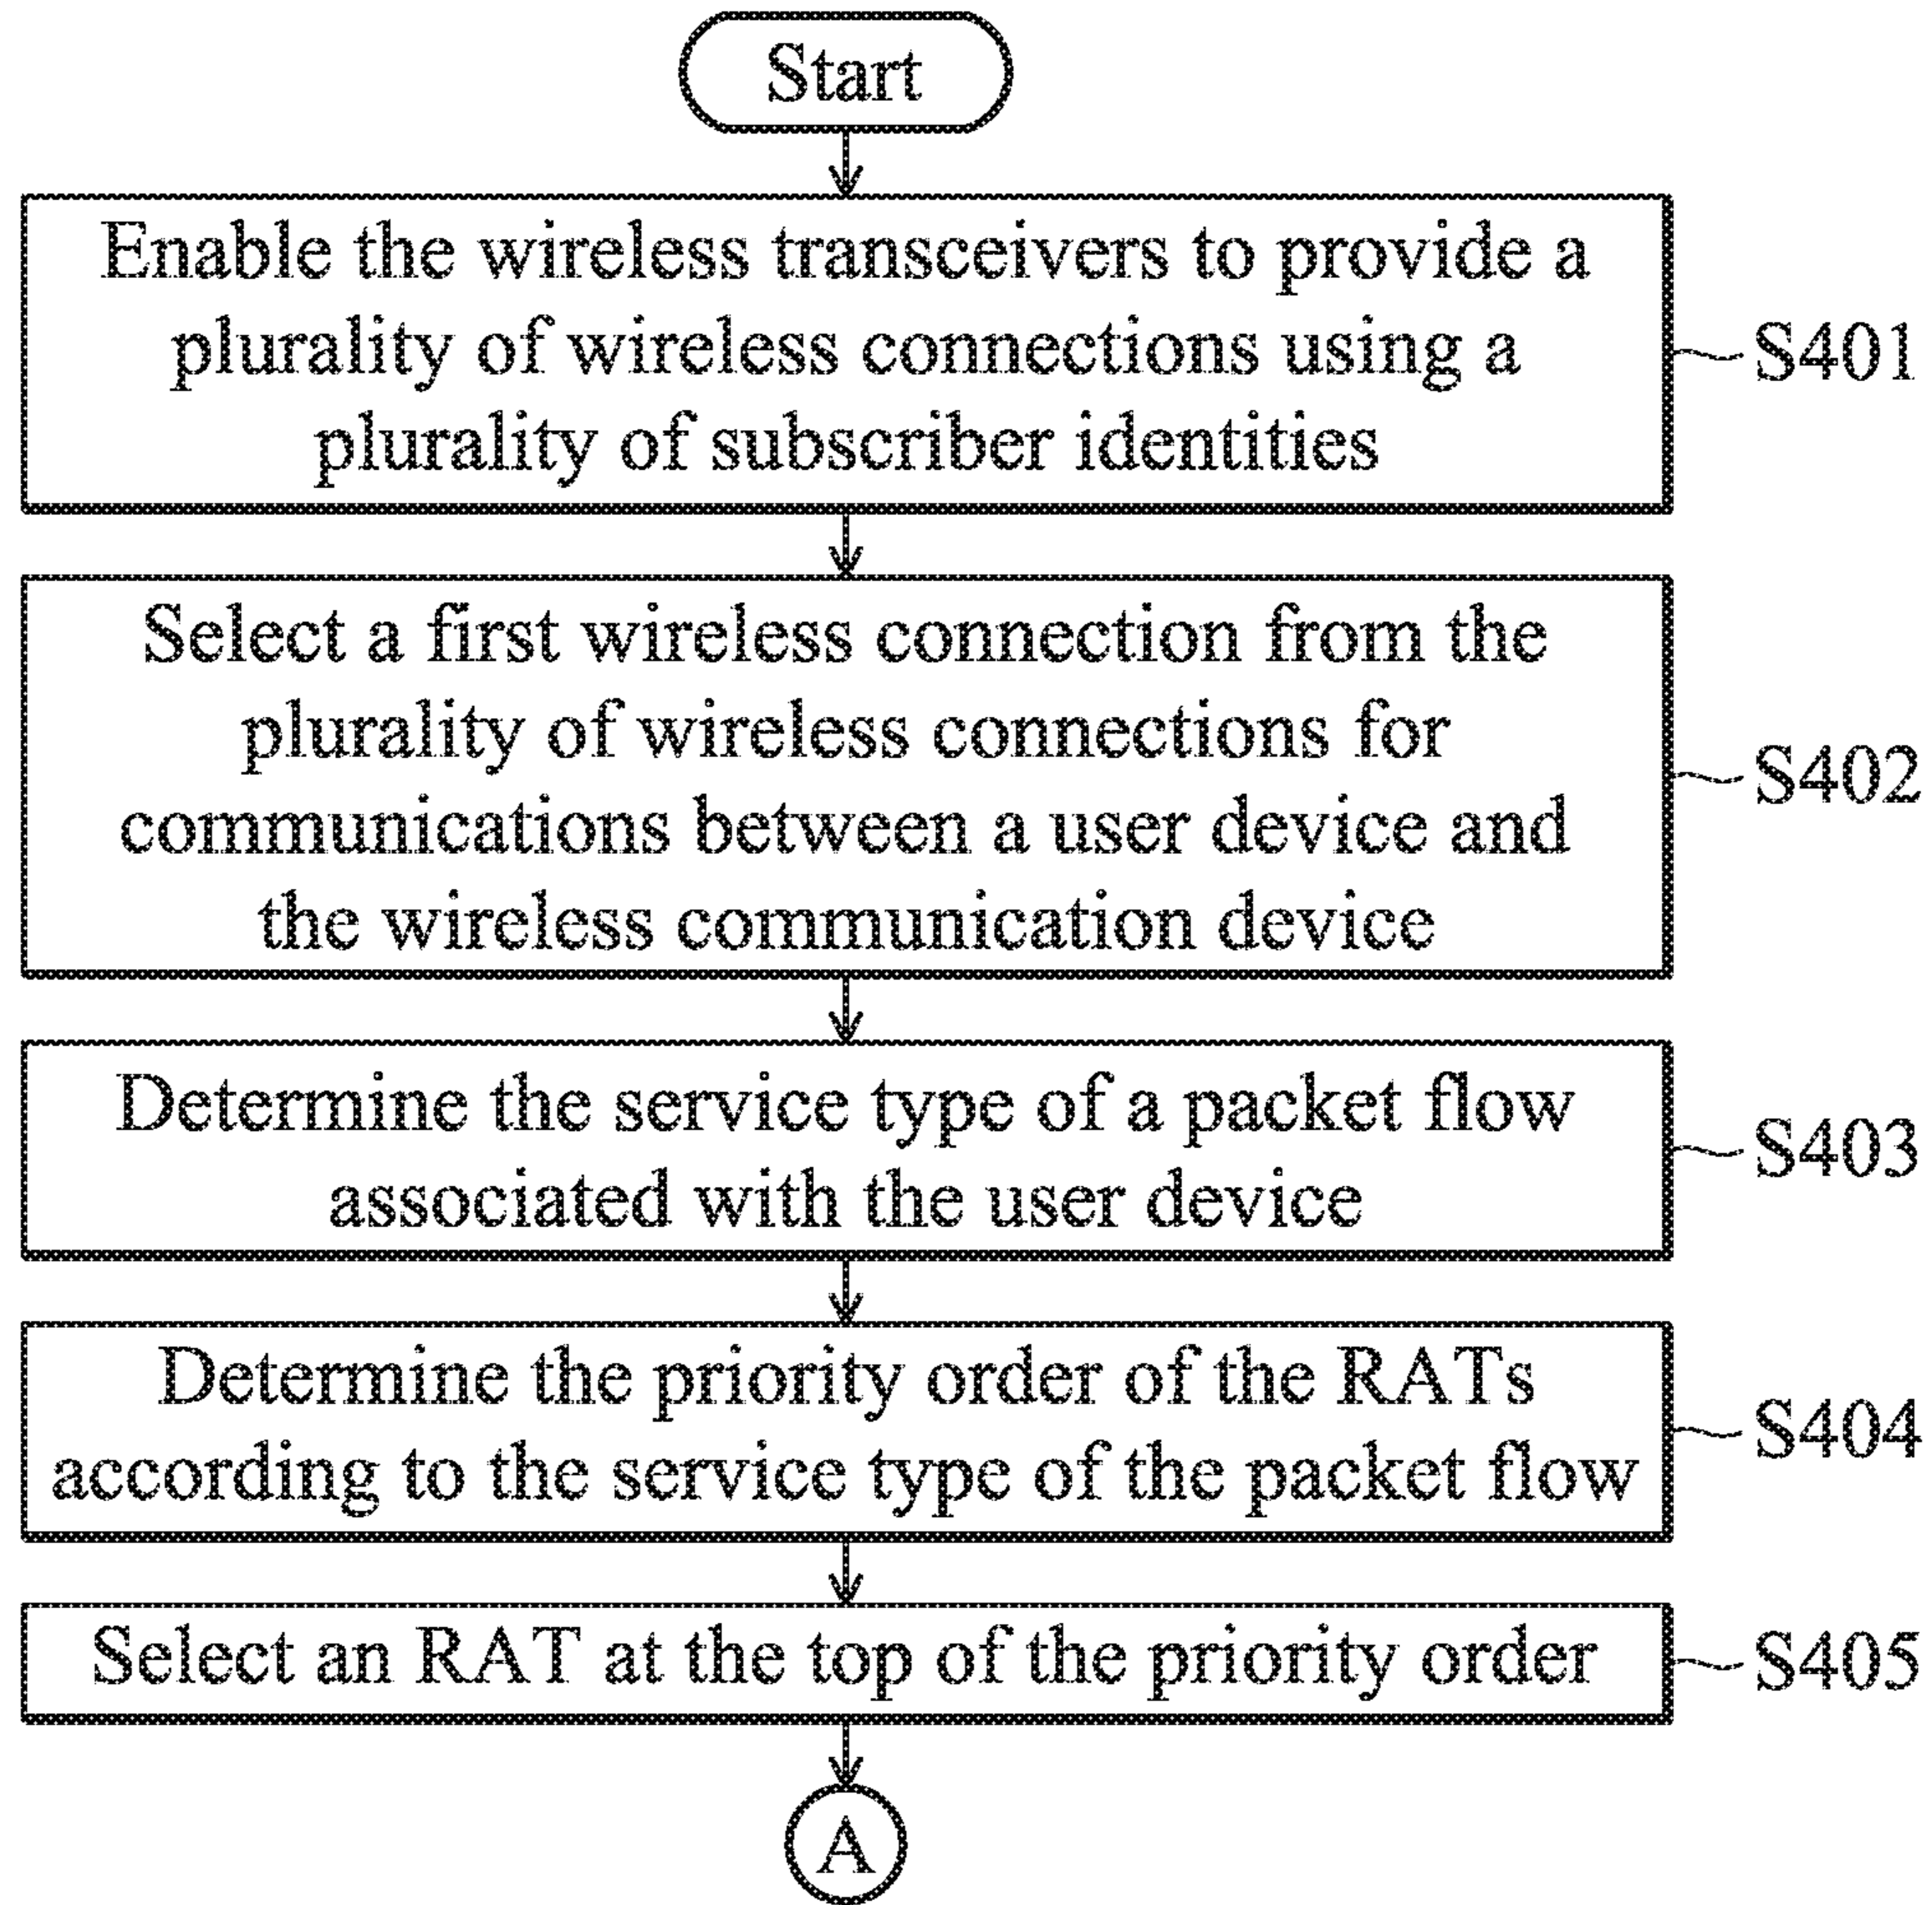 Start
Enable the wireless transceivers to provide a
plurality of wireless connections using a
plurality of subscriber identities
S401
Select a first wireless connection from the
plurality of wireless connections for
communications between a user device and
the wireless communication device
S402
Determine the service type of a packet flow
associated with the user device
S403
Determine the priority order of the RATs
according to the service type of the packet flow
S404
Select an RAT at the top of the priority order
S405
A